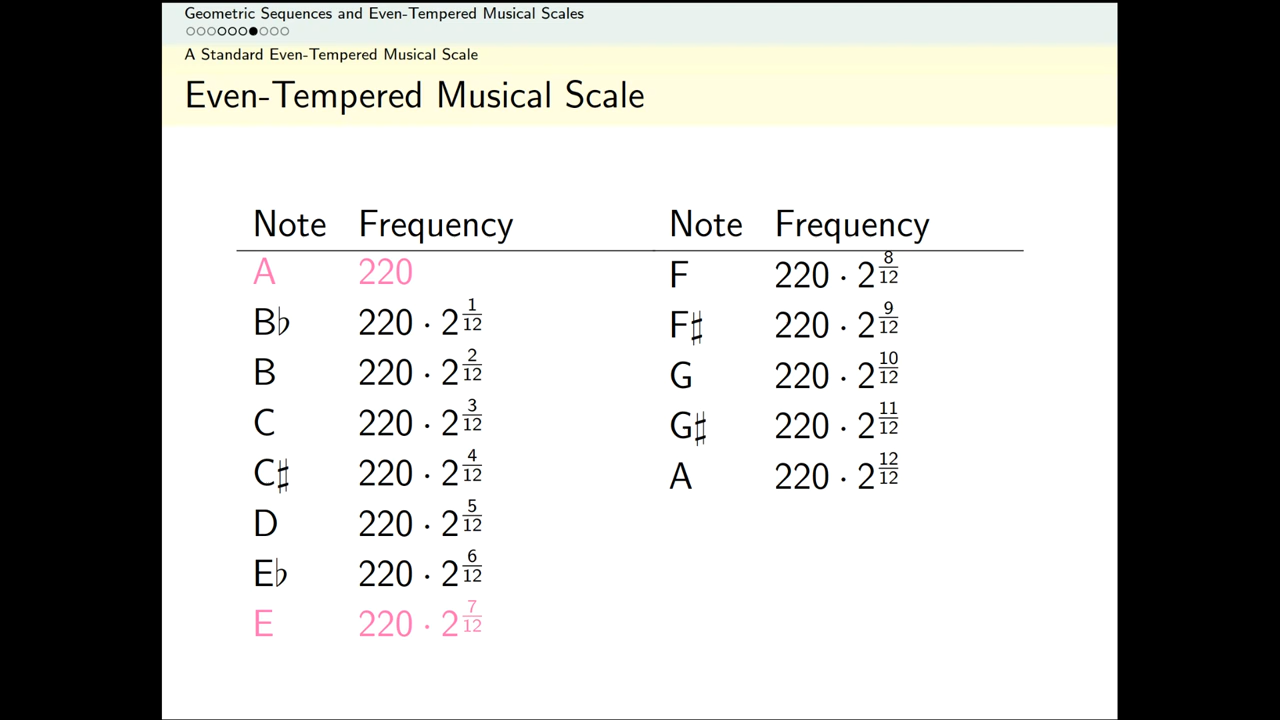 Geometric Sequences and Even-Tempered Musical Scales
A Standard Even-Tempered Musical Scale
Even-Tempered Musical Scale
Note Frequency
A 220
B♭ 220 · 2^(1/12)
B 220 · 2^(2/12)
C 220 · 2^(3/12)
C♯ 220 · 2^(4/12)
D 220 · 2^(5/12)
E♭ 220 · 2^(6/12)
E 220 · 2^(7/12)
Note Frequency
F 220 · 2^(8/12)
F♯ 220 · 2^(9/12)
G 220 · 2^(10/12)
G♯ 220 · 2^(11/12)
A 220 · 2^(12/12)